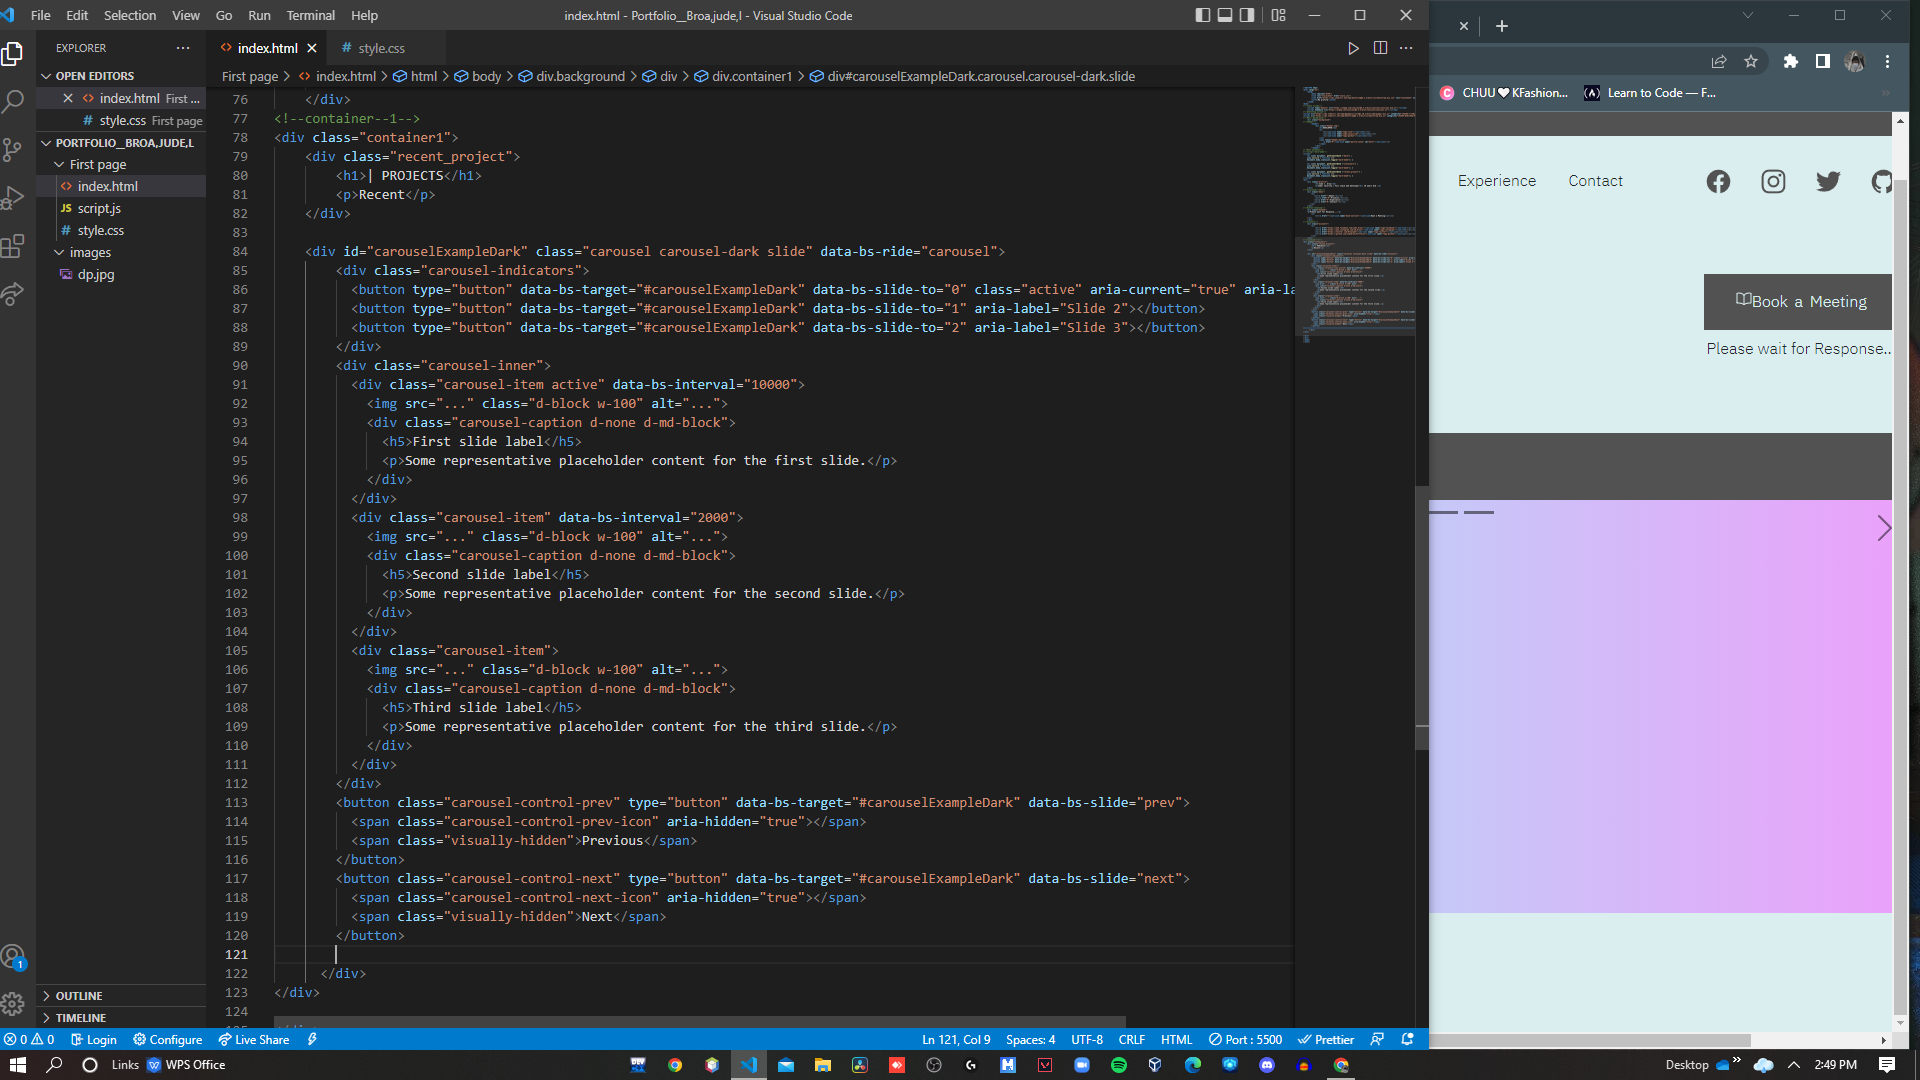 File Edit Selection View Go Run Terminal Help
index.html - Portfolio__Broa,jude,l - Visual Studio Code
EXPLORER
OPEN EDITORS
index.html First ...
style.css First page
PORTFOLIO__BROA,JUDE,L
First page
index.html
script.js
style.css
images
dp.jpg
OUTLINE
TIMELINE
index.html
style.css
First page > index.html > html > body > div.background > div > div.container1 > div#carouselExampleDark.carousel.carousel-dark.slide
76 </div>
77 <!--container--1-->
78 <div class="container1">
79 <div class="recent_project">
80 <h1>| PROJECTS</h1>
81 <p>Recent</p>
82 </div>
83
84 <div id="carouselExampleDark" class="carousel carousel-dark slide" data-bs-ride="carousel">
85 <div class="carousel-indicators">
86 <button type="button" data-bs-target="#carouselExampleDark" data-bs-slide-to="0" class="active" aria-current="true" aria-la
87 <button type="button" data-bs-target="#carouselExampleDark" data-bs-slide-to="1" aria-label="Slide 2"></button>
88 <button type="button" data-bs-target="#carouselExampleDark" data-bs-slide-to="2" aria-label="Slide 3"></button>
89 </div>
90 <div class="carousel-inner">
91 <div class="carousel-item active" data-bs-interval="10000">
92 <img src="..." class="d-block w-100" alt="...">
93 <div class="carousel-caption d-none d-md-block">
94 <h5>First slide label</h5>
95 <p>Some representative placeholder content for the first slide.</p>
96 </div>
97 </div>
98 <div class="carousel-item" data-bs-interval="2000">
99 <img src="..." class="d-block w-100" alt="...">
100 <div class="carousel-caption d-none d-md-block">
101 <h5>Second slide label</h5>
102 <p>Some representative placeholder content for the second slide.</p>
103 </div>
104 </div>
105 <div class="carousel-item">
106 <img src="..." class="d-block w-100" alt="...">
107 <div class="carousel-caption d-none d-md-block">
108 <h5>Third slide label</h5>
109 <p>Some representative placeholder content for the third slide.</p>
110 </div>
111 </div>
112 </div>
113 <button class="carousel-control-prev" type="button" data-bs-target="#carouselExampleDark" data-bs-slide="prev">
114 <span class="carousel-control-prev-icon" aria-hidden="true"></span>
115 <span class="visually-hidden">Previous</span>
116 </button>
117 <button class="carousel-control-next" type="button" data-bs-target="#carouselExampleDark" data-bs-slide="next">
118 <span class="carousel-control-next-icon" aria-hidden="true"></span>
119 <span class="visually-hidden">Next</span>
120 </button>
121
122 </div>
123 </div>
124
CHUU🖤KFashion... Learn to Code — F...
Experience Contact
Book a Meeting
Please wait for Response..
0 0 Login Configure Live Share
Ln 121, Col 9 Spaces: 4 UTF-8 CRLF HTML Port : 5500 Prettier
Links WPS Office
Desktop 2:49 PM